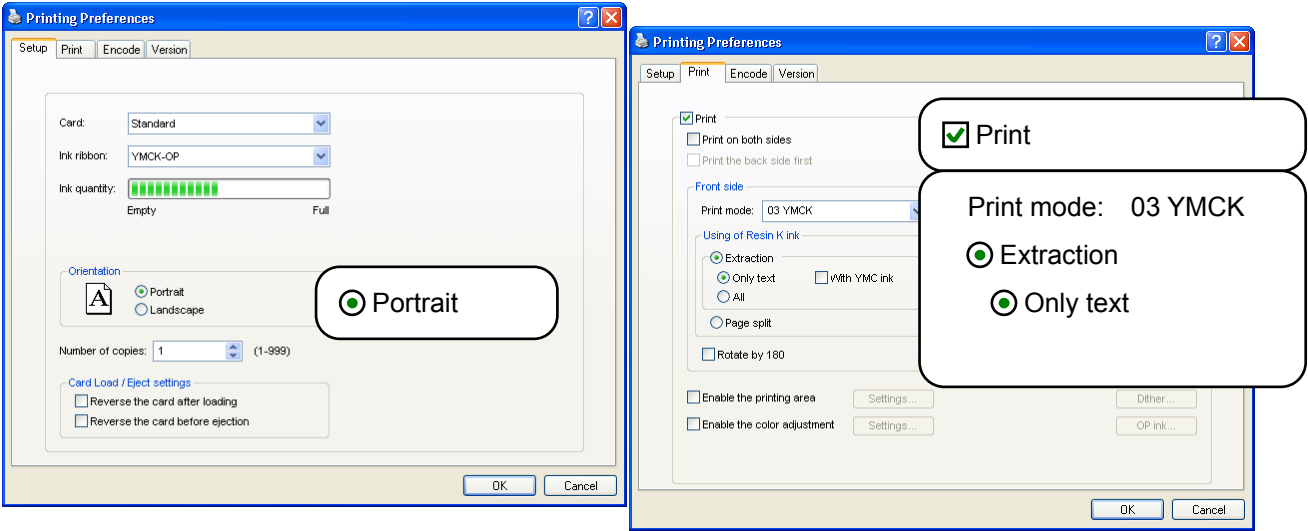 Printing Preferences
Setup Print Encode Version
Card: Standard
Ink ribbon: YMCK-OP
Ink quantity:
Empty Full
Orientation
A
Portrait
Landscape
Number of copies: 1 (1-999)
Card Load / Eject settings
Reverse the card after loading
Reverse the card before ejection
OK Cancel
Portrait
Printing Preferences
Setup Print Encode Version
Print
Print on both sides
Print the back side first
Front side
Print mode: 03 YMCK
Using of Resin K ink
Extraction
Only text With YMC ink
All
Page split
Rotate by 180
Enable the printing area Settings... Dither...
Enable the color adjustment Settings... OP ink...
OK Cancel
Print
Print mode: 03 YMCK
Extraction
Only text